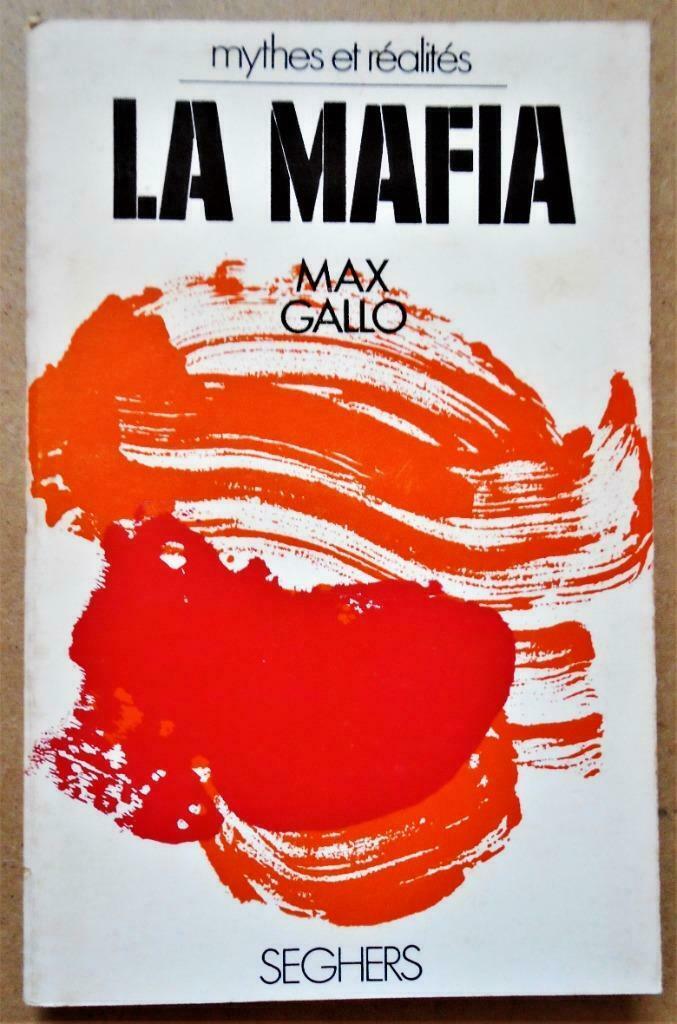 mythes et réalités
LA MAFIA
MAX
GALLO
SEGHERS